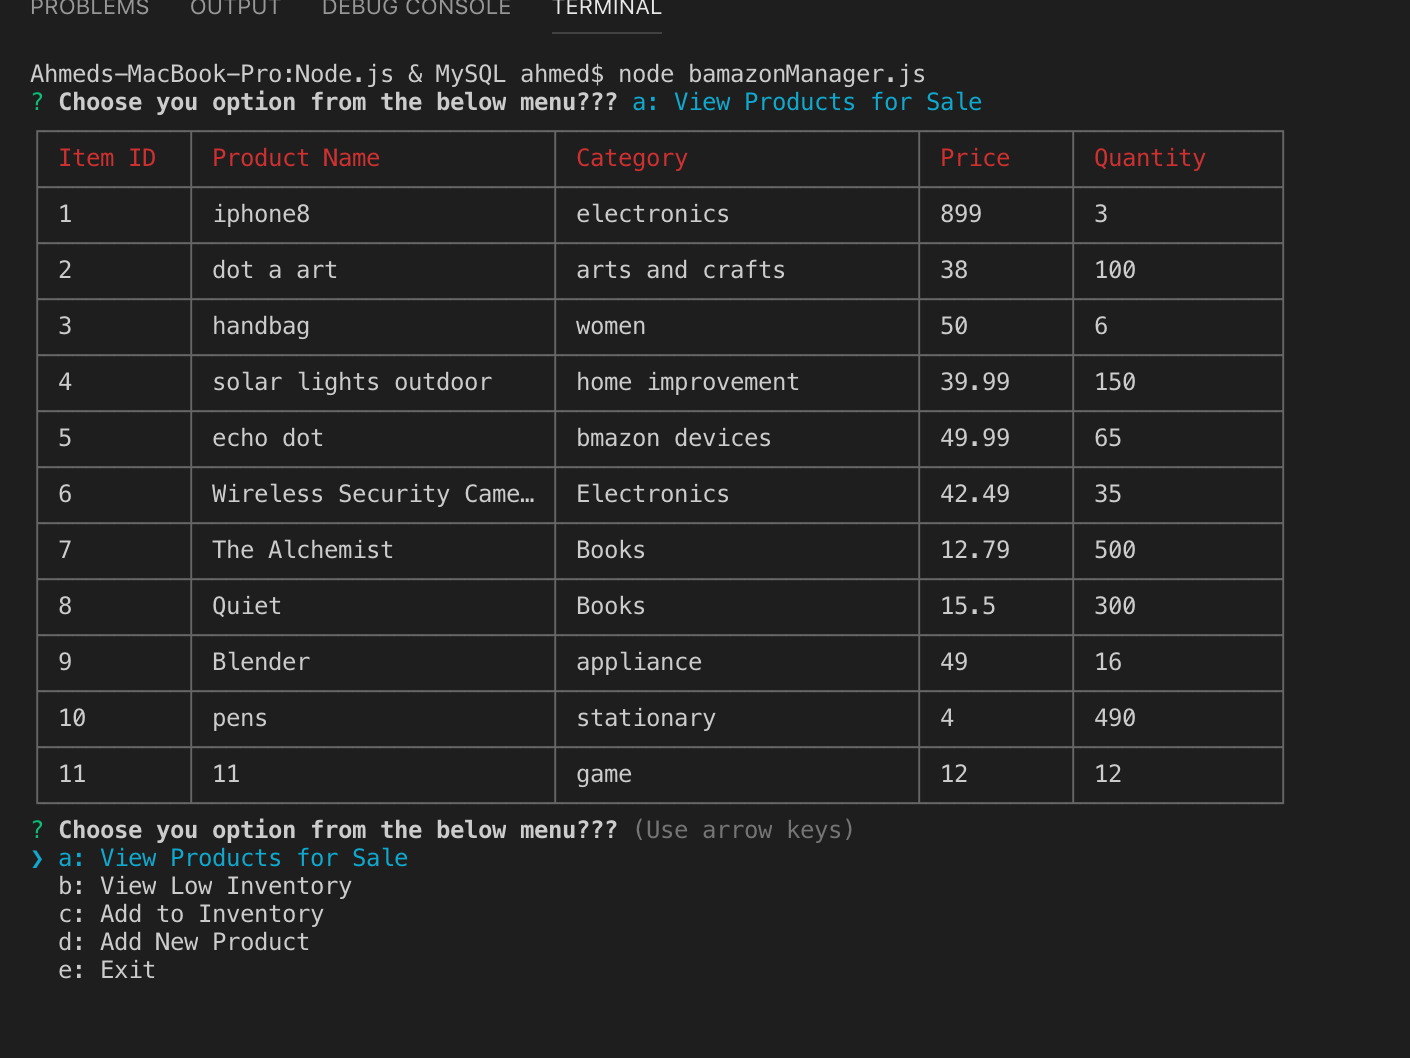 PROBLEMS OUTPUT DEBUG CONSOLE TERMINAL
Ahmeds-MacBook-Pro:Node.js & MySQL ahmed$ node bamazonManager.js
? Choose you option from the below menu??? a: View Products for Sale
Item ID Product Name Category Price Quantity
1 iphone8 electronics 899 3
2 dot a art arts and crafts 38 100
3 handbag women 50 6
4 solar lights outdoor home improvement 39.99 150
5 echo dot bmazon devices 49.99 65
6 Wireless Security Came… Electronics 42.49 35
7 The Alchemist Books 12.79 500
8 Quiet Books 15.5 300
9 Blender appliance 49 16
10 pens stationary 4 490
11 11 game 12 12
? Choose you option from the below menu??? (Use arrow keys)
❯ a: View Products for Sale
b: View Low Inventory
c: Add to Inventory
d: Add New Product
e: Exit